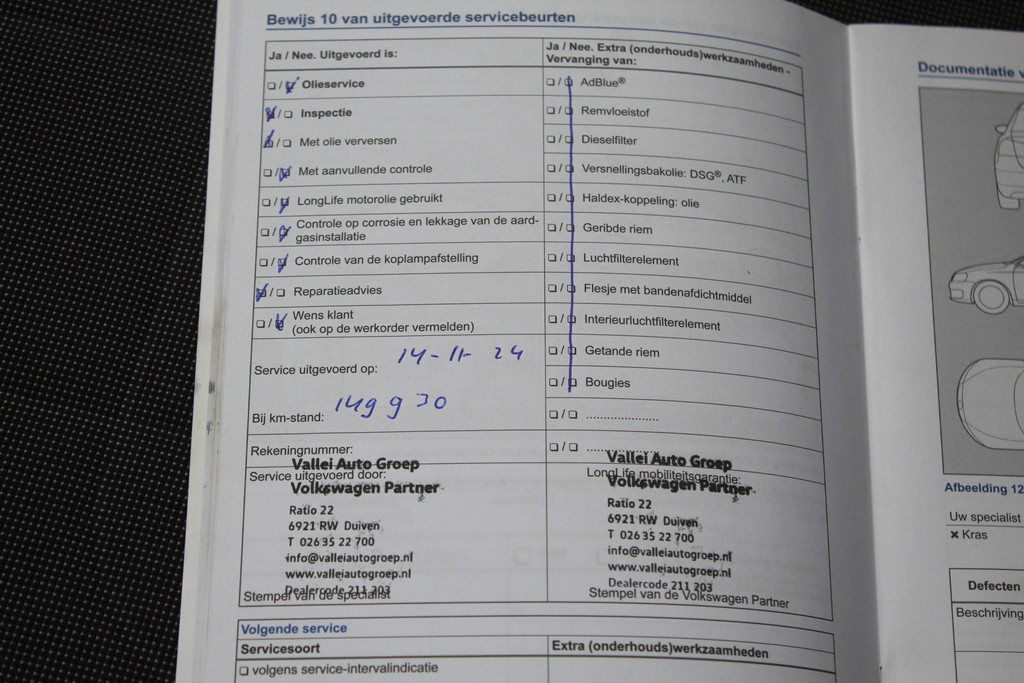 Bewijs 10 van uitgevoerde servicebeurten
Ja / Nee. Uitgevoerd is:
Olieservice
Inspectie
Met olie verversen
Met aanvullende controle
LongLife motorolie gebruikt
Controle op corrosie en lekkage van de aard-
gasinstallatie
Controle van de koplampafstelling
Reparatieadvies
Wens klant
(ook op de werkorder vermelden)
Service uitgevoerd op: 14-11-24
Bij km-stand: 149930
Rekeningnummer:
Service uitgevoerd door:
Vallei Auto Groep
Volkswagen Partner
Ratio 22
6921 RW Duiven
T 026 35 22 700
info@valleiautogroep.nl
www.valleiautogroep.nl
Dealercode 211 203
Stempel van de specialist
Ja / Nee. Extra (onderhouds)werkzaamheden -
Vervanging van:
AdBlue®
Remvloeistof
Dieselfilter
Versnellingsbakolie: DSG®, ATF
Haldex-koppeling: olie
Geribde riem
Luchtfilterelement
Flesje met bandenafdichtmiddel
Interieurluchtfilterelement
Getande riem
Bougies
LongLife mobiliteitsgarantie:
Vallei Auto Groep
Volkswagen Partner
Ratio 22
6921 RW Duiven
T 026 35 22 700
info@valleiautogroep.nl
www.valleiautogroep.nl
Dealercode 211 203
Stempel van de Volkswagen Partner
Volgende service
Servicesoort
Extra (onderhouds)werkzaamheden
volgens service-intervalindicatie
Documentatie v
Afbeelding 12
Uw specialist
× Kras
Defecten
Beschrijving